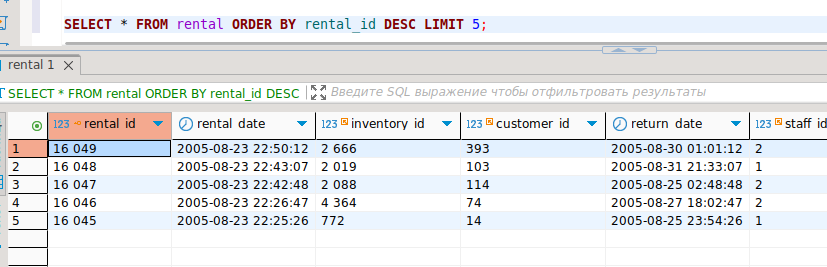 SELECT * FROM rental ORDER BY rental_id DESC LIMIT 5;
rental 1
SELECT * FROM rental ORDER BY rental_id DESC Введите SQL выражение чтобы отфильтровать результаты
123 rental_id rental_date 123 inventory_id 123 customer_id return_date 123 staff_id
1 16 049 2005-08-23 22:50:12 2 666 393 2005-08-30 01:01:12 2
2 16 048 2005-08-23 22:43:07 2 019 103 2005-08-31 21:33:07 1
3 16 047 2005-08-23 22:42:48 2 088 114 2005-08-25 02:48:48 2
4 16 046 2005-08-23 22:26:47 4 364 74 2005-08-27 18:02:47 2
5 16 045 2005-08-23 22:25:26 772 14 2005-08-25 23:54:26 1